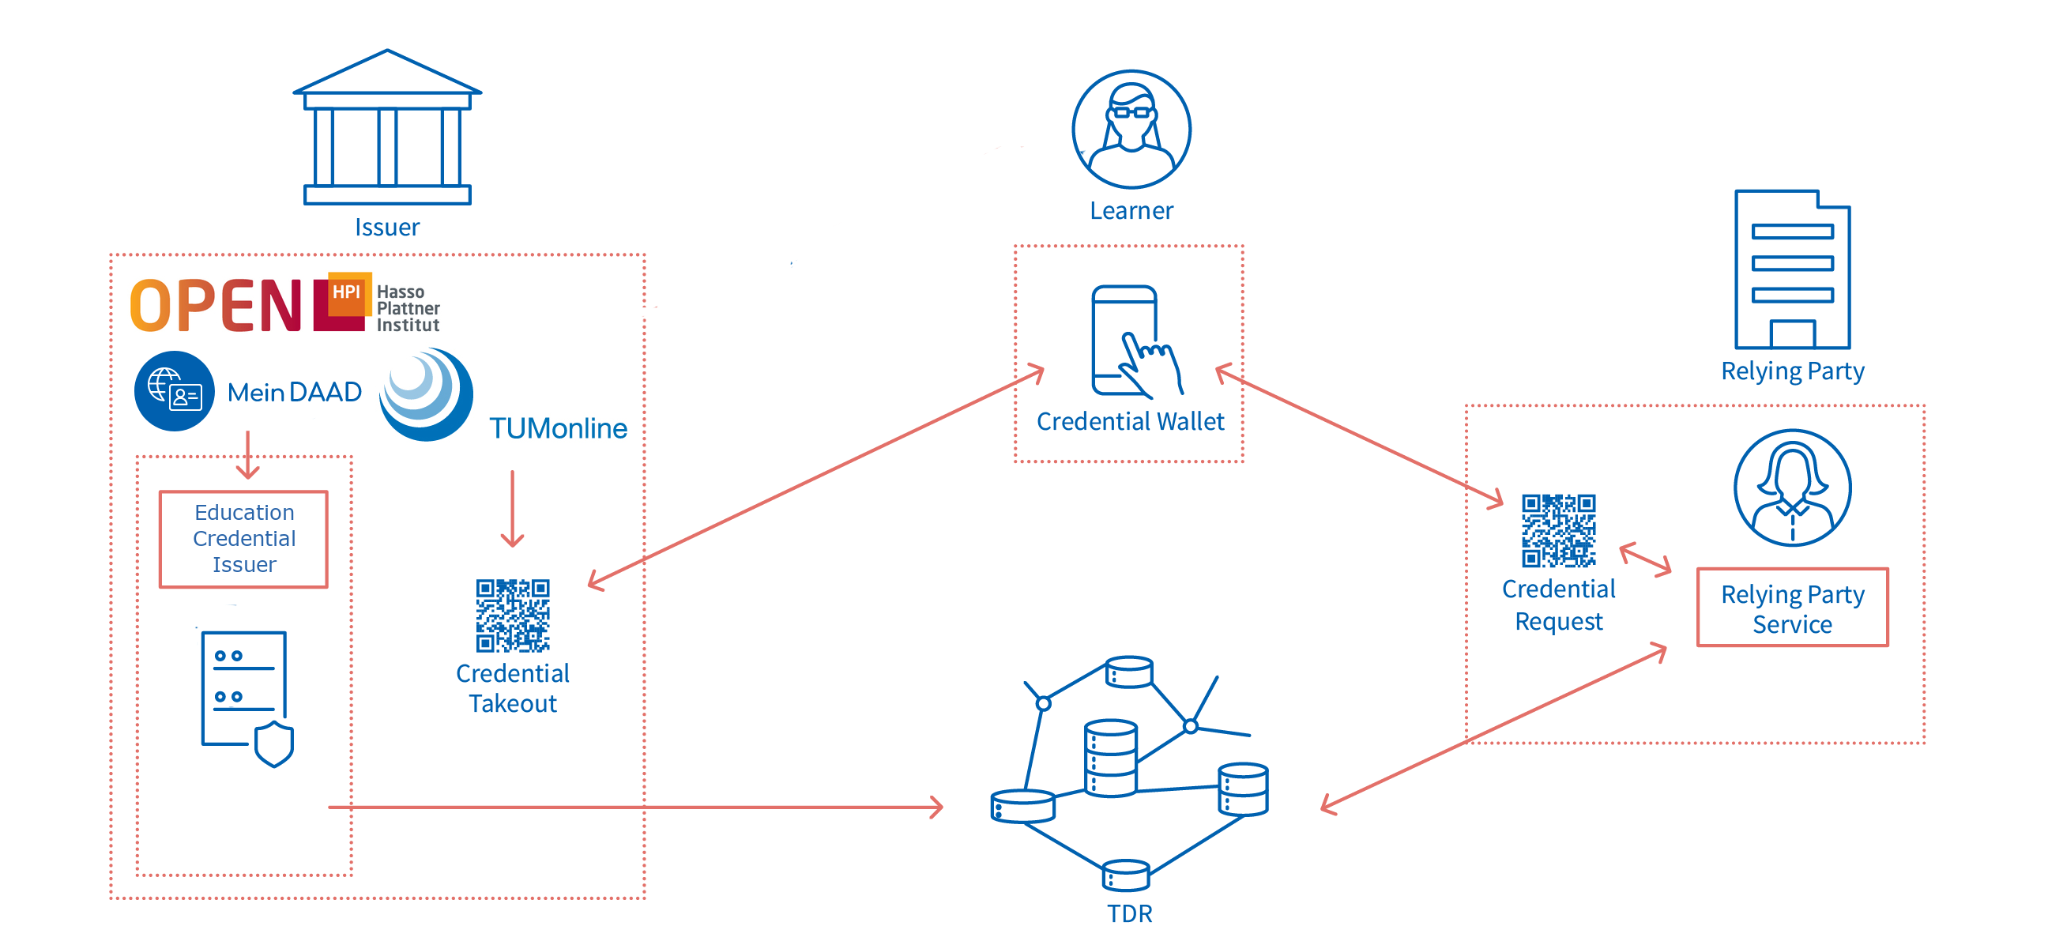 Issuer
OPEN HPI Hasso
Plattner
Institut
Mein DAAD
TUMonline
Education
Credential
Issuer
Credential
Takeout
Learner
Credential Wallet
TDR
Relying Party
Credential
Request
Relying Party
Service